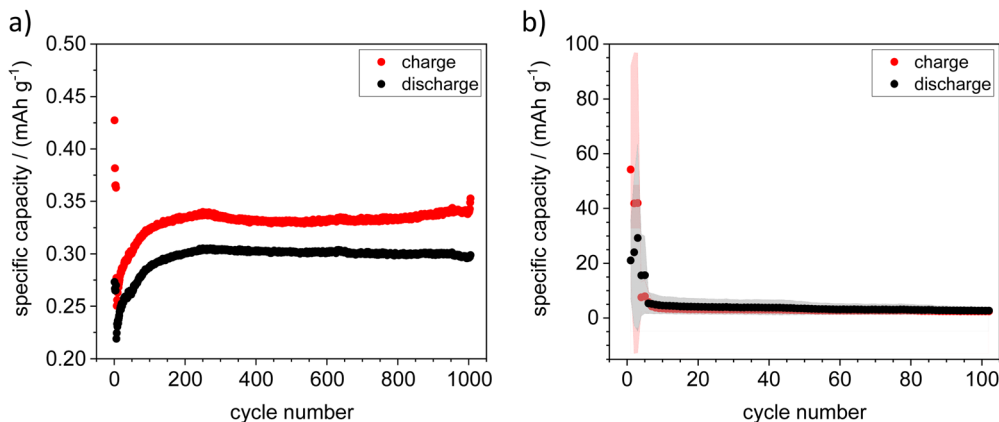 a)
0.50
0.45
0.40
0.35
0.30
0.25
0.20
specific capacity / (mAh g⁻¹)
charge
discharge
0 200 400 600 800 1000
cycle number
b)
100
80
60
40
20
0
specific capacity / (mAh g⁻¹)
charge
discharge
0 20 40 60 80 100
cycle number